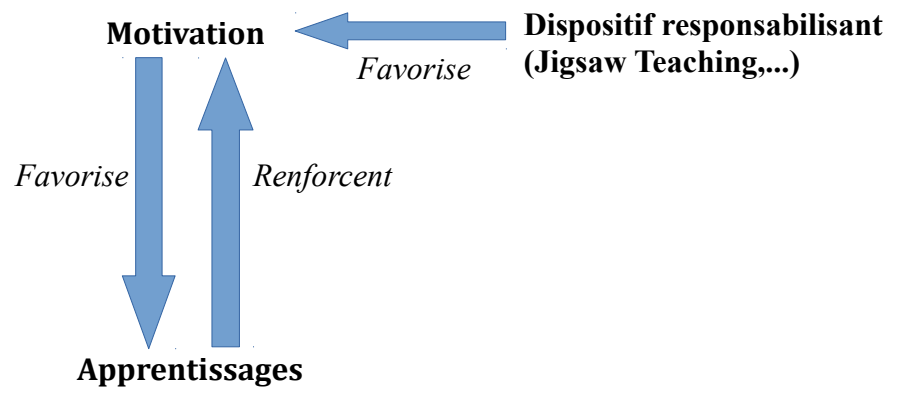 Motivation
Dispositif responsabilisant
(Jigsaw Teaching,...)
Favorise
Favorise
Renforcent
Apprentissages